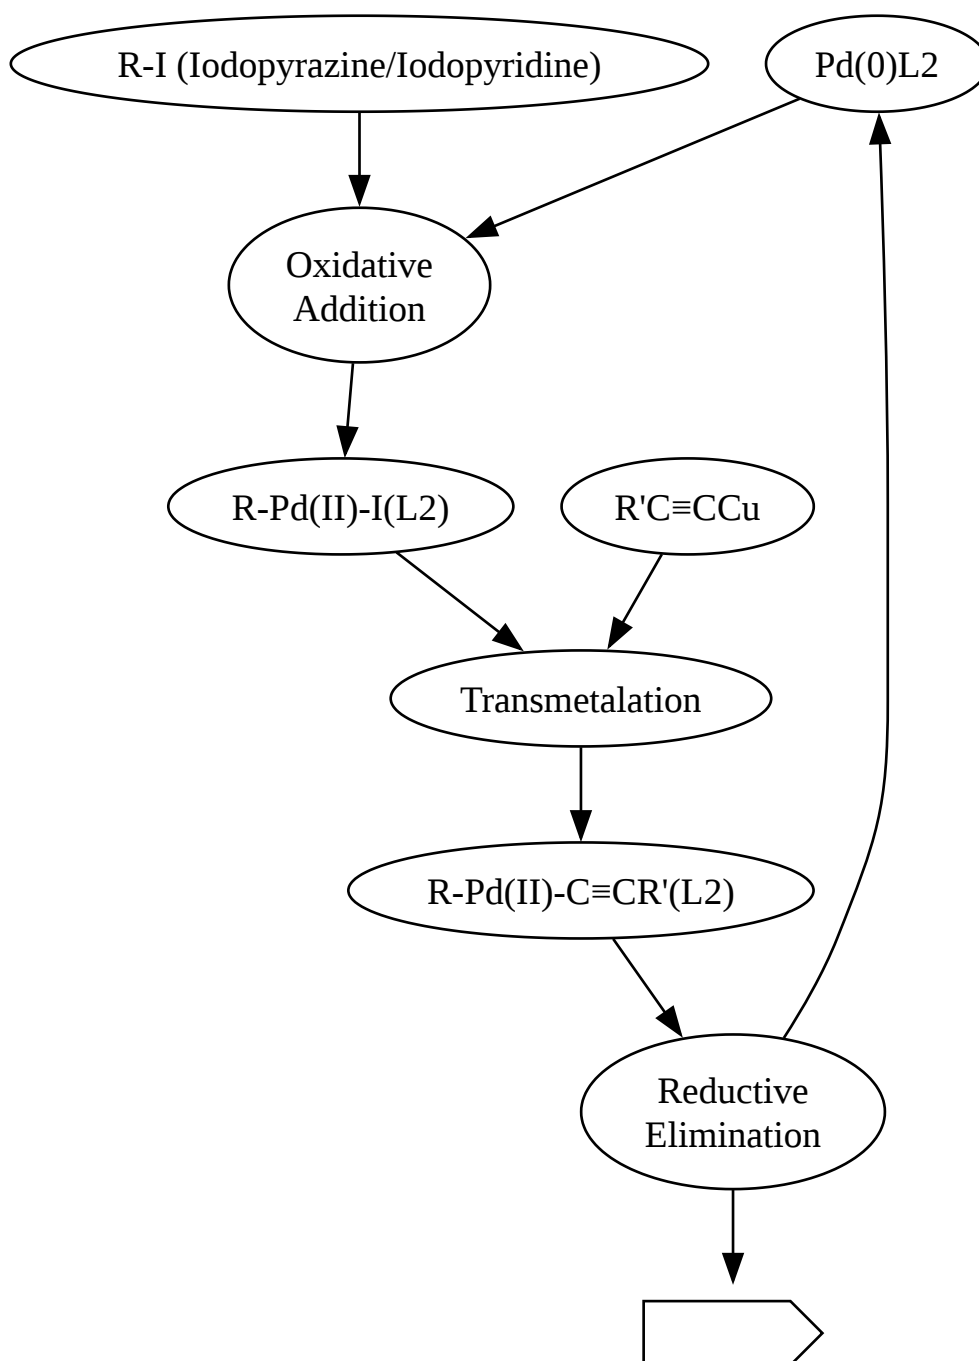 R-I (Iodopyrazine/Iodopyridine)
Pd(0)L2
Oxidative
Addition
R-Pd(II)-I(L2)
R'C≡CCu
Transmetalation
R-Pd(II)-C≡CR'(L2)
Reductive
Elimination